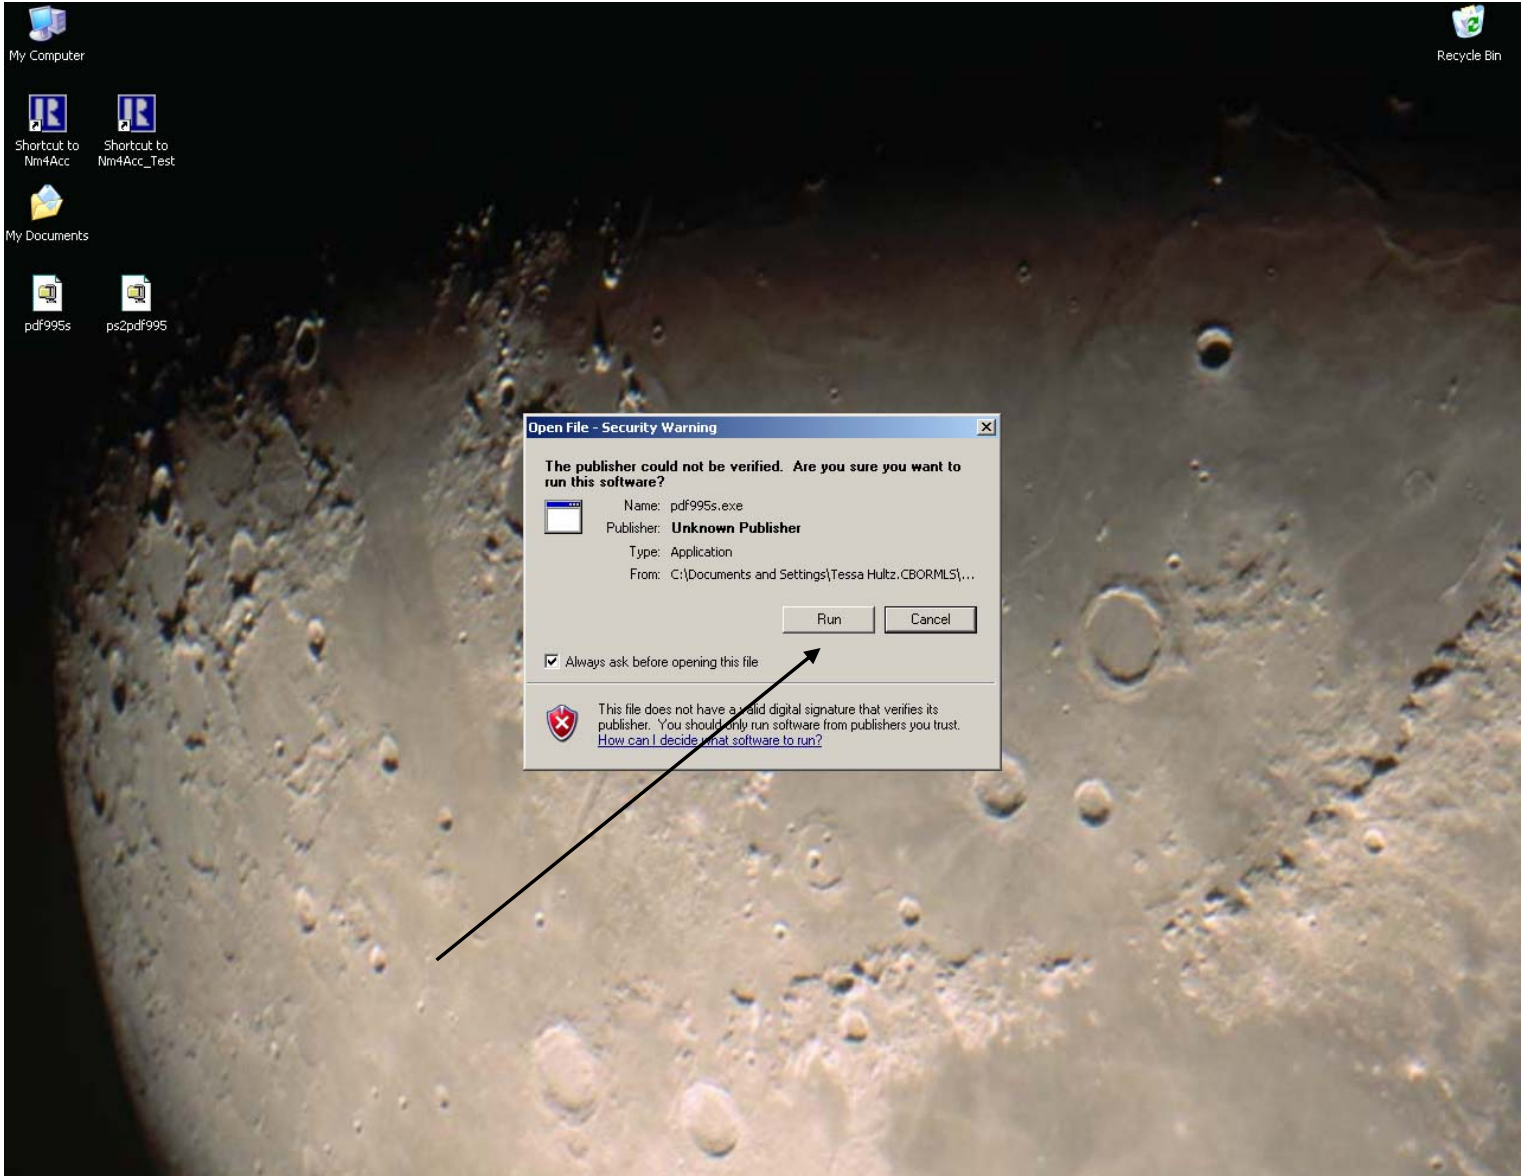 My Computer
Recycle Bin
Shortcut to
Nm4Acc
Shortcut to
Nm4Acc_Test
My Documents
pdf995s
ps2pdf995
Open File - Security Warning
The publisher could not be verified.  Are you sure you want to
run this software?
Name: pdf995s.exe
Publisher: Unknown Publisher
Type: Application
From: C:\Documents and Settings\Tessa Hultz.CBORMLS\...
Run
Cancel
Always ask before opening this file
This file does not have a valid digital signature that verifies its
publisher.  You should only run software from publishers you trust.
How can I decide what software to run?